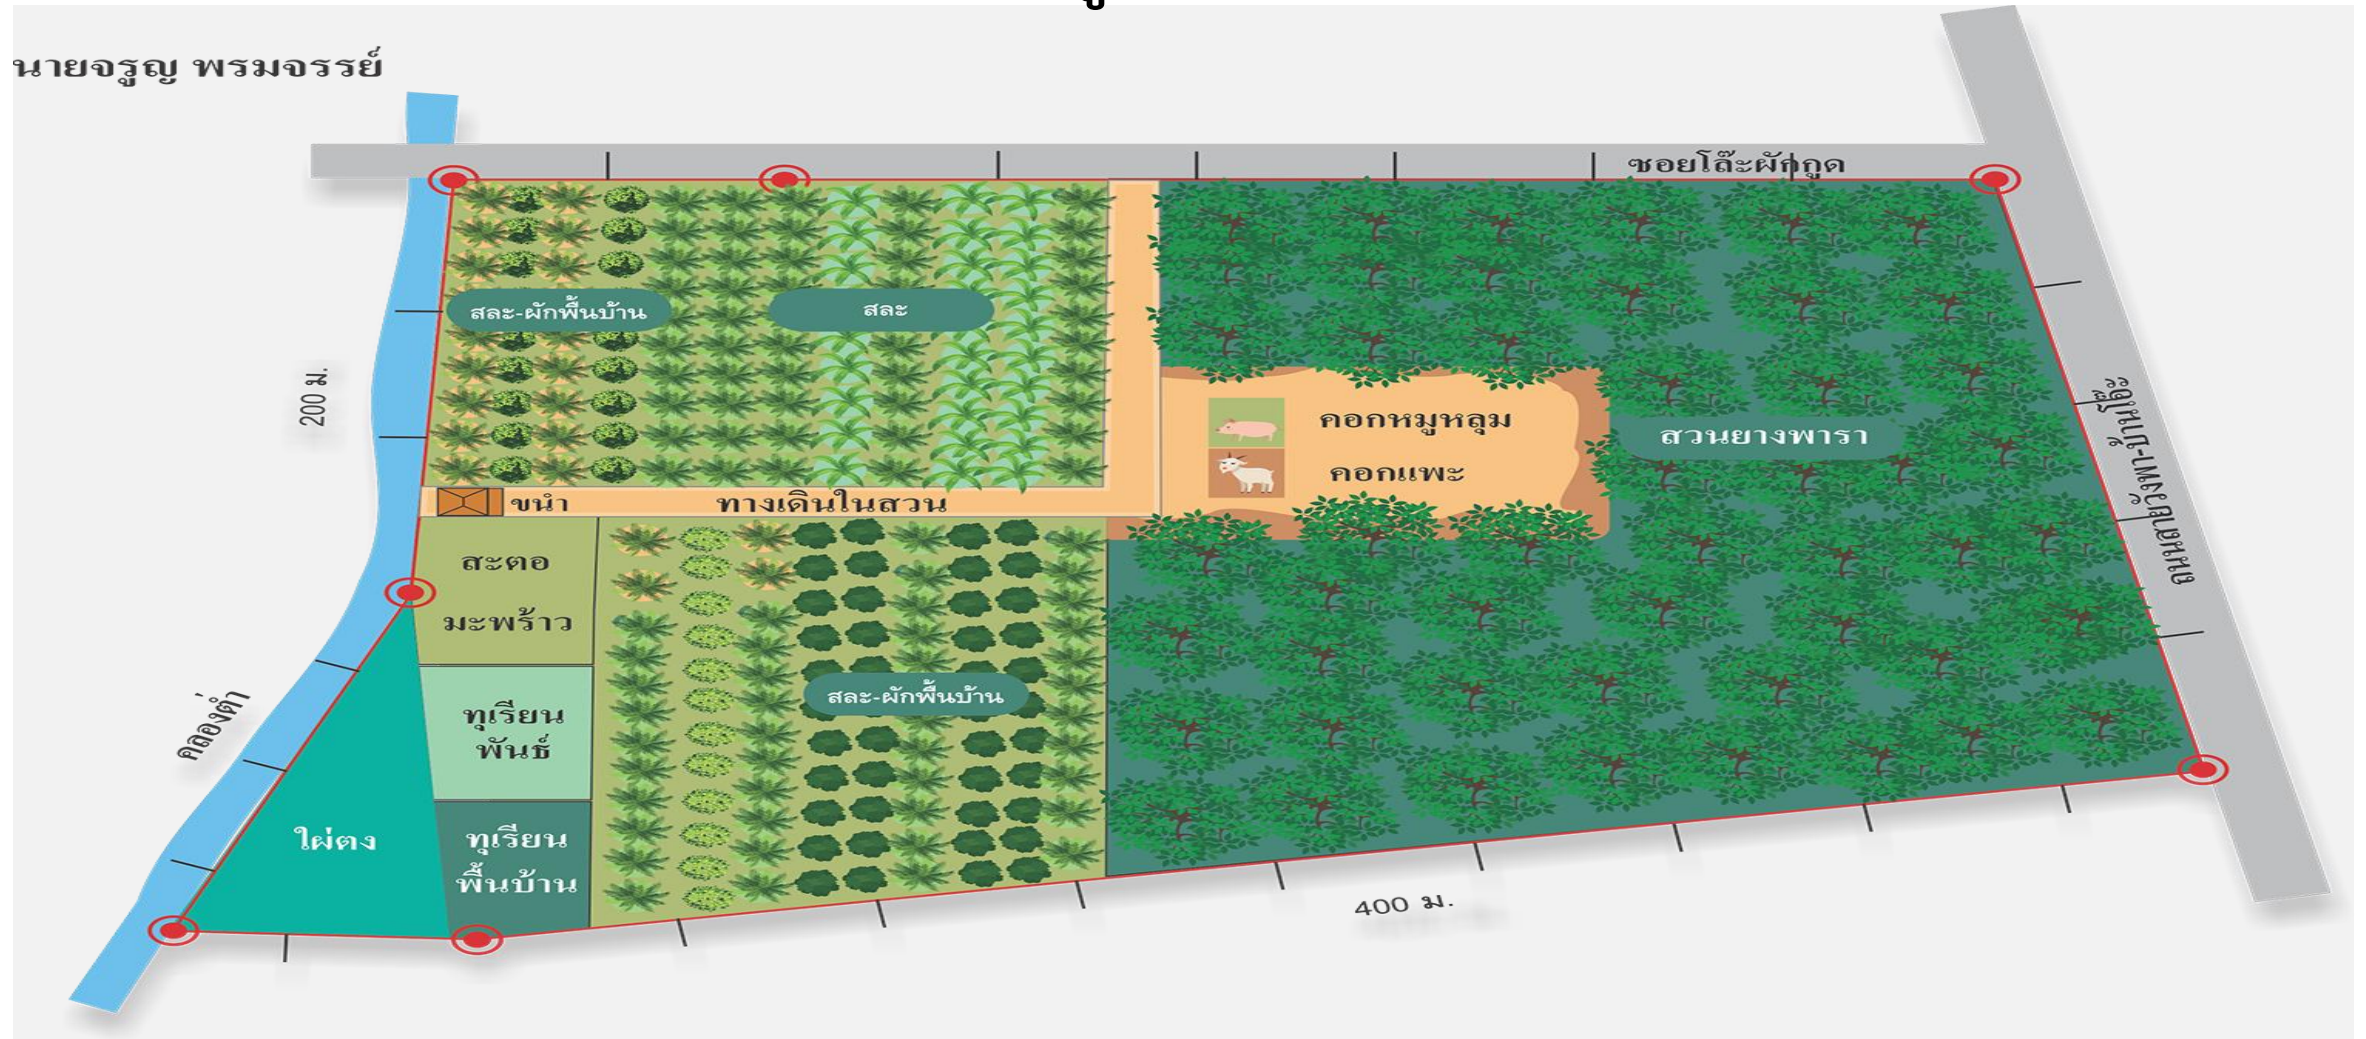 นายจรูญ พรมจรรย์
ซอยโล๊ะผักกูด
สละ-ผักพื้นบ้าน
สละ
200 ม.
คอกหมูหลุม
คอกแพะ
สวนยางพารา
ขนำ
ทางเดินในสวน
สะตอ
มะพร้าว
สละ-ผักพื้นบ้าน
ทุเรียน
พันธ์
คลองต่ำ
ใผ่ตง
ทุเรียน
พื้นบ้าน
400 ม.